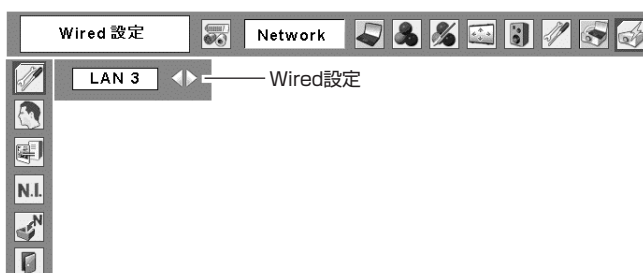 Wired 設定
Network
LAN 3
Wired設定
N.I.
N